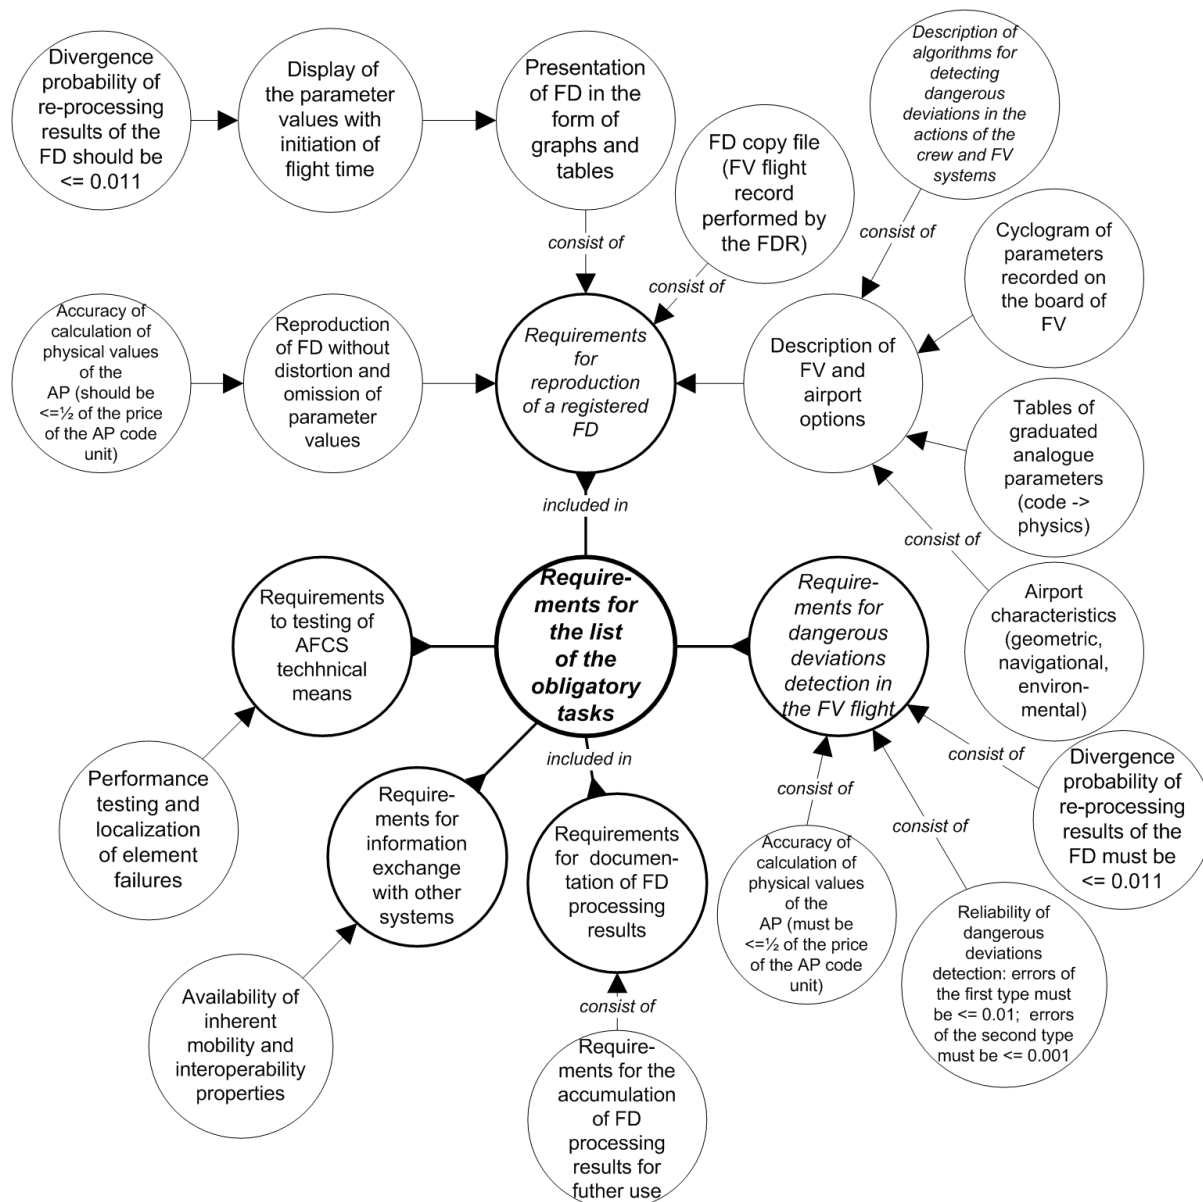 Divergence
probability of
re-processing
results of the
FD should be
<= 0.011
Display of
the parameter
values with
initiation of
flight time
Presentation
of FD in the
form of
graphs and
tables
FD copy file
(FV flight
record
performed by
the FDR)
Description of
algorithms for
detecting
dangerous
deviations in the
actions of the
crew and FV
systems
consist of
consist of
consist of
Cyclogram of
parameters
recorded on
the board of
FV
Accuracy of
calculation of
physical values
of the
AP (should be
<=½ of the price
of the AP code
unit)
Reproduction
of FD without
distortion and
omission of
parameter
values
Requirements
for
reproduction
of a registered
FD
Description of
FV and
airport
options
Tables of
graduated
analogue
parameters
(code ->
physics)
included in
consist of
Requirements
to testing of
AFCS
techhnical
means
Require-
ments for
the list
of the
obligatory
tasks
Require-
ments for
dangerous
deviations
detection in
the FV flight
Airport
characteristics
(geometric,
navigational,
environ-
mental)
included in
consist of
consist of
consist of
Performance
testing and
localization
of element
failures
Require-
ments for
information
exchange
with other
systems
Requirements
for  documen-
tation of FD
processing
results
Accuracy of
calculation of
physical values
of the
AP (must be
<=½ of the price
of the AP code
unit)
Divergence
probability of
re-processing
results of the
FD must be
<= 0.011
Reliability of
dangerous
deviations
detection: errors of
the first type must
be <= 0.01;  errors
of the second type
must be <= 0.001
Availability of
inherent
mobility and
interoperability
properties
consist of
Require-
ments for the
accumulation
of FD
processing
results for
futher use